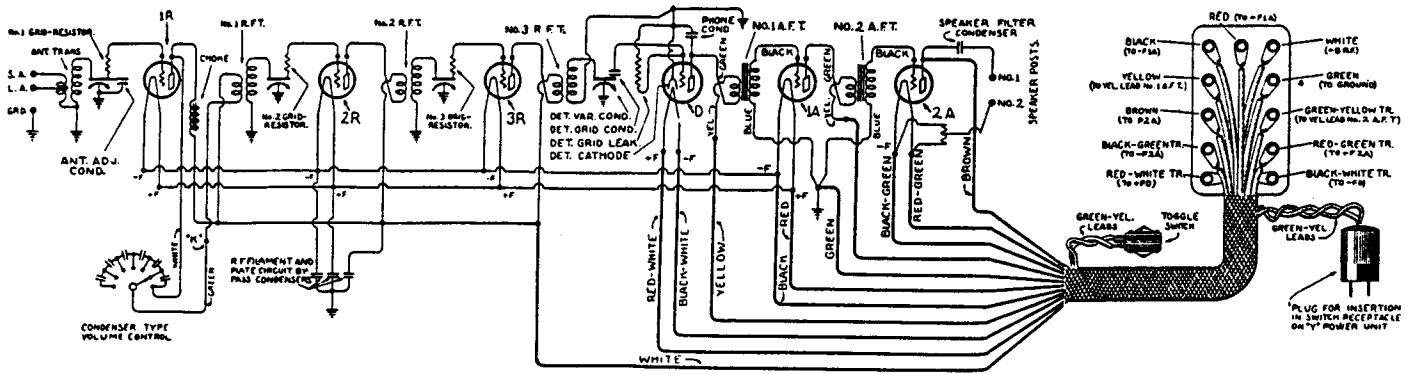 1R
No.1 GRID-RESISTOR.
ANT. TRANS
S.A.
L.A.
GRD
ANT. ADJ.
COND.
CHOKE
No.1 R.F.T.
No.2 GRID-
RESISTOR.
2R
No.2 R.F.T.
No.3 GRID-
RESISTOR.
3R
No.3 R.F.T.
DET. VAR. COND.
DET. GRID COND.
DET. GRID LEAK.
DET. CATHODE
PHONE
COND
D
GREEN
YEL.
NO.1 A.F.T.
BLACK
BLUE
1A
GREEN
YEL.
NO.2 A.F.T.
BLACK
BLUE
2A
SPEAKER FILTER
CONDENSER
NO.1
NO.2
SPEAKER POSTS.
-F
+F
-F
+F
-F
+F
+F
-F
-F
+F
-F
"K"
WHITE
GREEN
CONDENSER TYPE
VOLUME CONTROL
R F FILAMENT AND
PLATE CIRCUIT BY-
PASS CONDENSERS
RED-WHITE
BLACK-WHITE
YELLOW
BLACK
RED
GREEN
BLACK-GREEN
RED-GREEN
BROWN
WHITE
GREEN-YEL.
LEADS
TOGGLE
SWITCH
RED (TO +F1A)
BLACK
(TO -F1A)
WHITE
YELLOW
(TO YEL. LEAD No. 1 A.F.T.)
GREEN
(TO GROUND)
BROWN
(TO P2A)
GREEN-YELLOW TR.
(TO YEL LEAD No. 2. A.F.T)
BLACK-GREEN TR.
(TO -F2A)
RED-GREEN TR.
(TO +F2A)
RED-WHITE TR.
(TO +FD)
BLACK-WHITE TR.
(TO -FD)
GREEN-YEL.
LEADS
PLUG FOR INSERTION
IN SWITCH RECEPTACLE
ON "Y" POWER UNIT